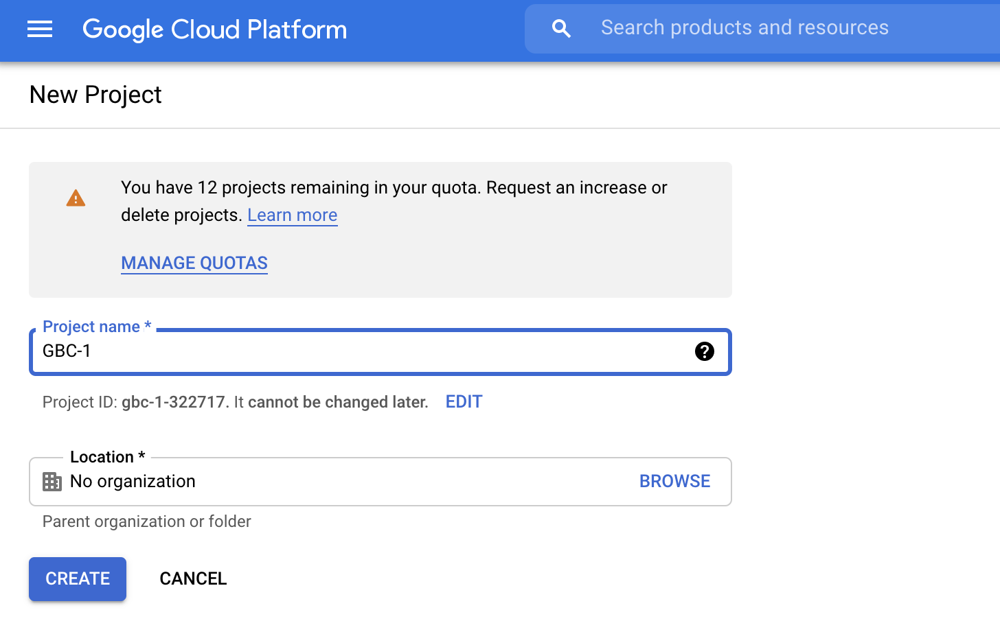 Google Cloud Platform
Search products and resources
New Project
You have 12 projects remaining in your quota. Request an increase or
delete projects. Learn more
MANAGE QUOTAS
Project name *
GBC-1
Project ID: gbc-1-322717. It cannot be changed later. EDIT
Location *
No organization BROWSE
Parent organization or folder
CREATE CANCEL